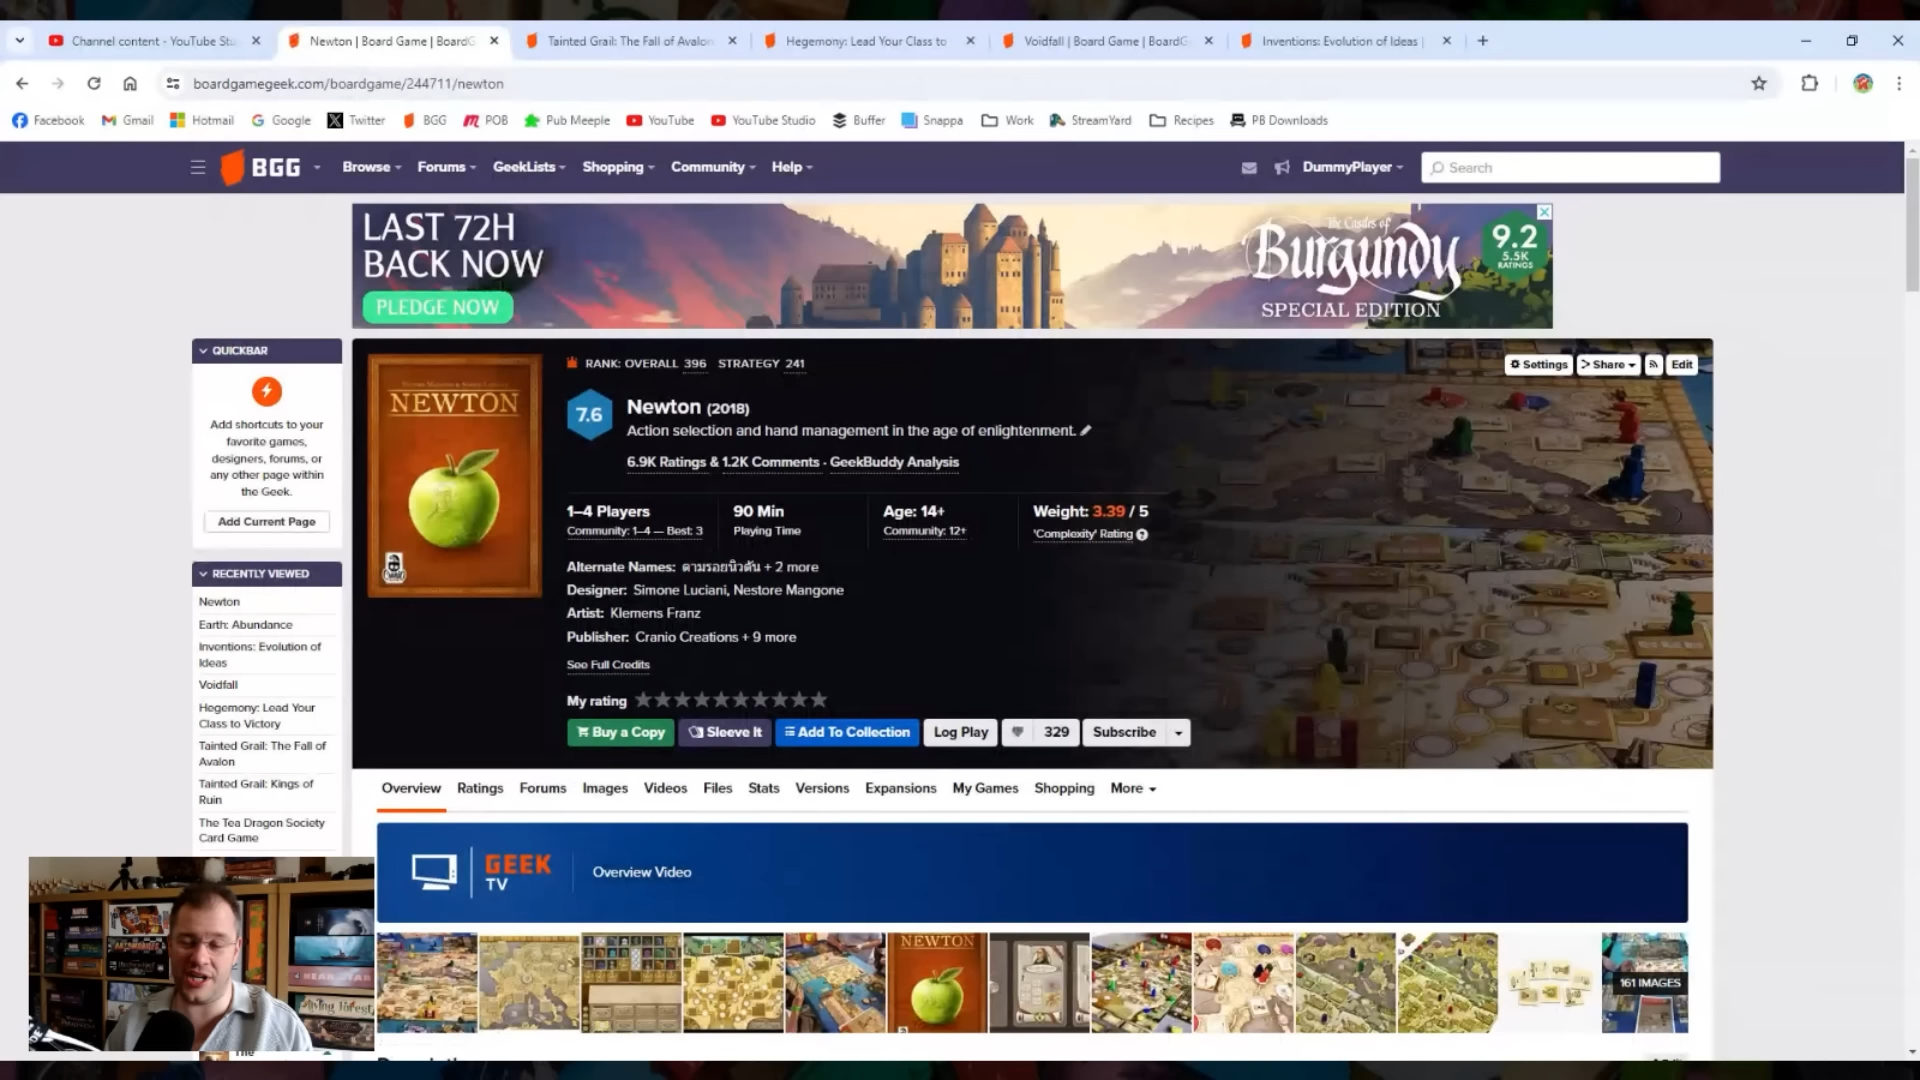 Channel content - YouTube Stu
Newton | Board Game | BoardG
Tainted Grail: The Fall of Avalon
Hegemony: Lead Your Class to
Voidfall | Board Game | BoardG
Inventions: Evolution of Ideas |
boardgamegeek.com/boardgame/244711/newton
Facebook Gmail Hotmail Google Twitter BGG POB Pub Meeple YouTube YouTube Studio Buffer Snappa Work StreamYard Recipes PB Downloads
BGG Browse Forums GeekLists Shopping Community Help DummyPlayer Search
LAST 72H
BACK NOW
PLEDGE NOW
The Castles of
Burgundy
SPECIAL EDITION
9.2
5.5K
RATINGS
QUICKBAR
Add shortcuts to your
favorite games,
designers, forums, or
any other page within
the Geek.
Add Current Page
RECENTLY VIEWED
Newton
Earth: Abundance
Inventions: Evolution of
Ideas
Voidfall
Hegemony: Lead Your
Class to Victory
Tainted Grail: The Fall of
Avalon
Tainted Grail: Kings of
Ruin
The Tea Dragon Society
Card Game
The
NEWTON
RANK: OVERALL 396 STRATEGY 241
Settings Share Edit
7.6
Newton (2018)
Action selection and hand management in the age of enlightenment.
6.9K Ratings & 1.2K Comments · GeekBuddy Analysis
1–4 Players 90 Min Age: 14+ Weight: 3.39 / 5
Community: 1–4 — Best: 3 Playing Time Community: 12+ 'Complexity' Rating
Alternate Names: ตามรอยนิวตัน + 2 more
Designer: Simone Luciani, Nestore Mangone
Artist: Klemens Franz
Publisher: Cranio Creations + 9 more
See Full Credits
My rating
Buy a Copy Sleeve It Add To Collection Log Play 329 Subscribe
Overview Ratings Forums Images Videos Files Stats Versions Expansions My Games Shopping More
GEEK
TV
Overview Video
NEWTON
161 IMAGES